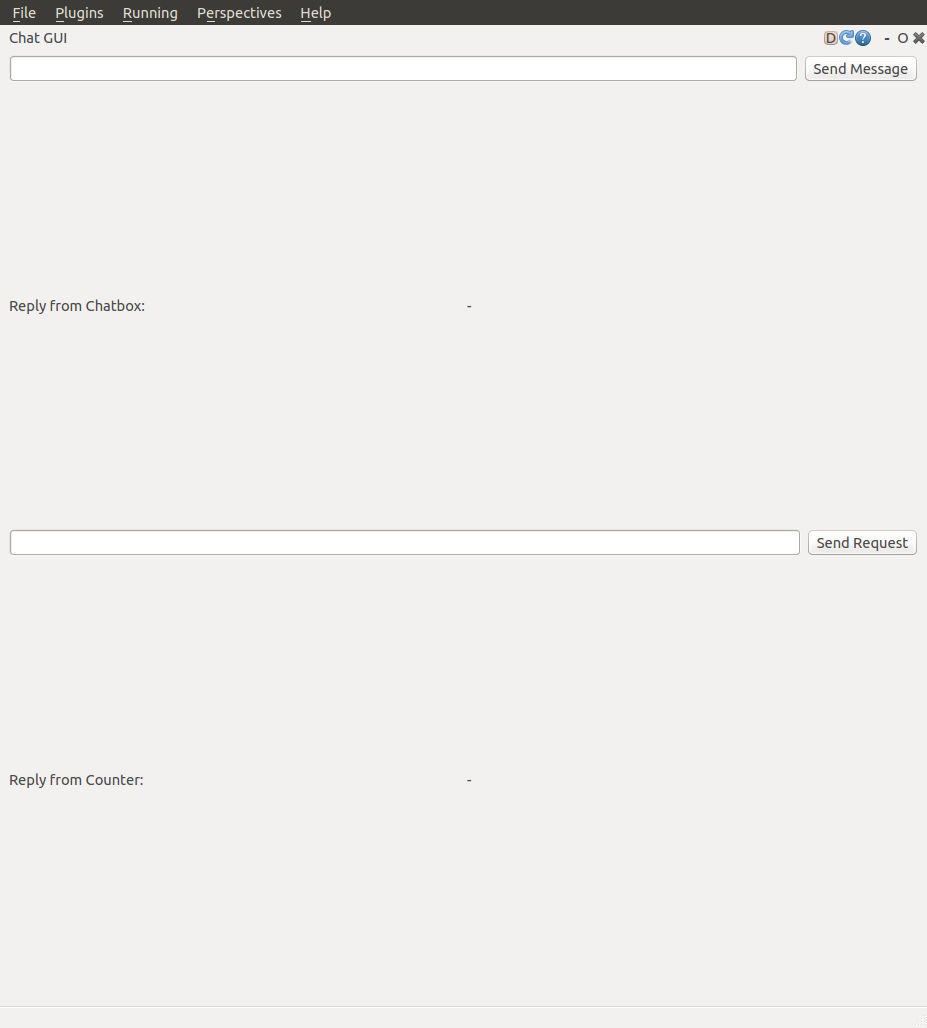 File Plugins Running Perspectives Help
Chat GUI D ? - O
Send Message
Reply from Chatbox: -
Send Request
Reply from Counter: -